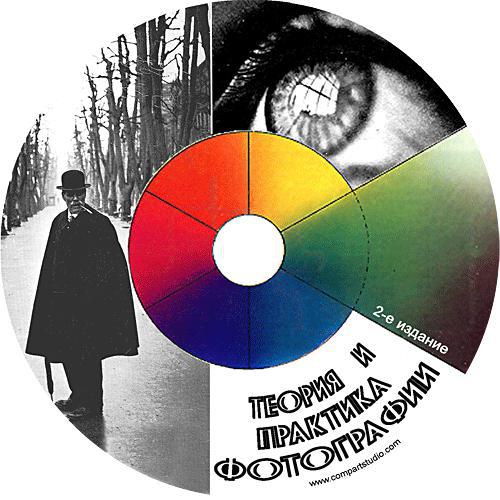 2-е издание
ТЕОРИЯ И
ПРАКТИКА
ФОТОГРАФИИ
www.compartstudio.com